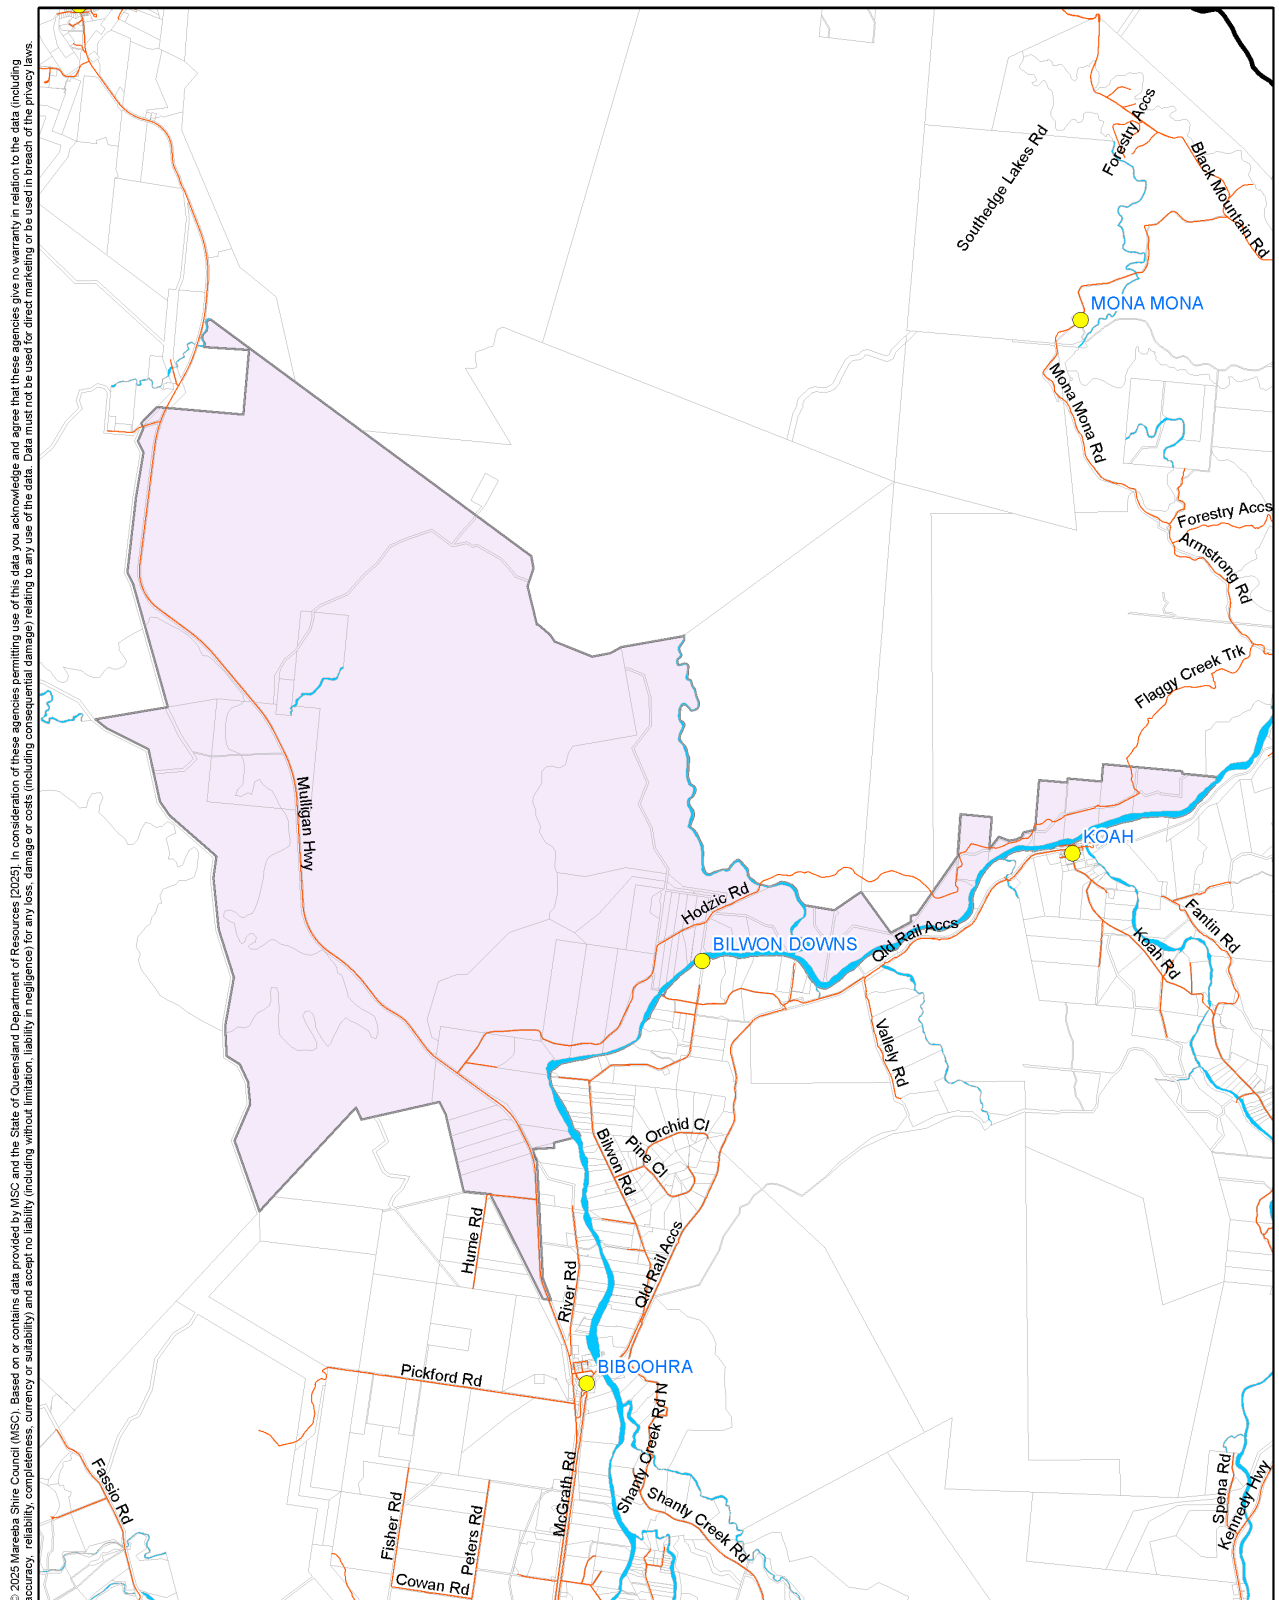 © 2025 Mareeba Shire Council (MSC). Based on or contains data provided by MSC and the State of Queensland Department of Resources [2025]. In consideration of these agencies permitting use of this data you acknowledge and agree that these agencies give no warranty in relation to the data (including
accuracy, reliability, completeness, currency or suitability) and accept no liability (including without limitation, liability in negligence) for any loss, damage or costs (including consequential damage) relating to any use of the data. Data must not be used for direct marketing or be used in breach of the privacy laws.
Forestry Accs
Southedge Lakes Rd
Black Mountain Rd
MONA MONA
Mona Mona Rd
Forestry Accs
Armstrong Rd
Flaggy Creek Trk
Mulligan Hwy
KOAH
Hodzic Rd
Fantin Rd
Qld Rail Accs
BILWON DOWNS
Koah Rd
Vallely Rd
Orchid Cl
Pine Cl
Bilwon Rd
Hume Rd
River Rd
Qld Rail Accs
BIBOOHRA
Pickford Rd
Shanty Creek Rd N
McGrath Rd
Fassio Rd
Spena Rd
Kennedy Hwy
Shanty Creek Rd
Fisher Rd
Peters Rd
Cowan Rd